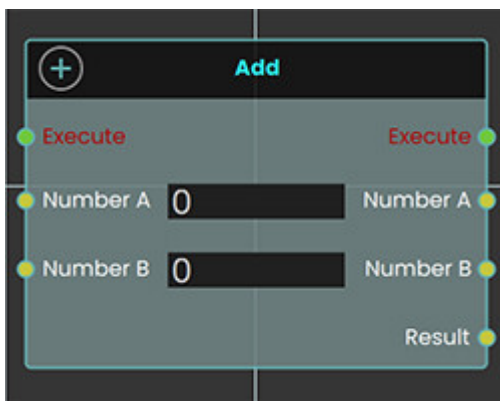 Add
Execute Execute
Number A 0 Number A
Number B 0 Number B
Result